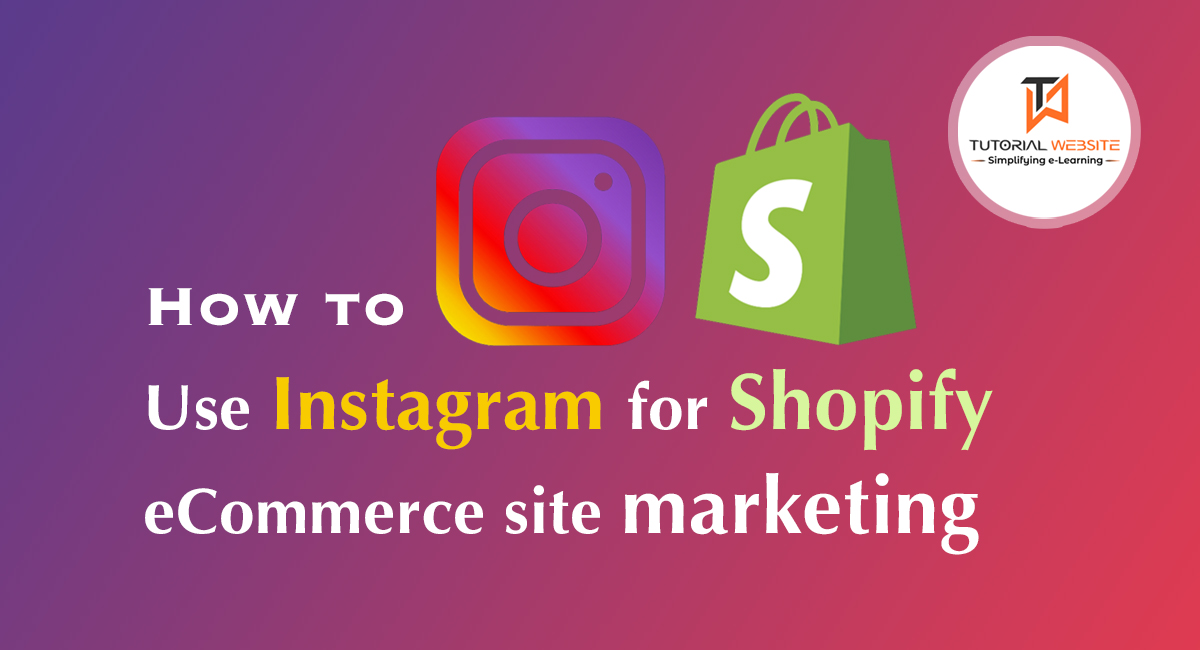 TUTORIAL WEBSITE
Simplifying e-Learning
How to
Use Instagram for Shopify
eCommerce site marketing